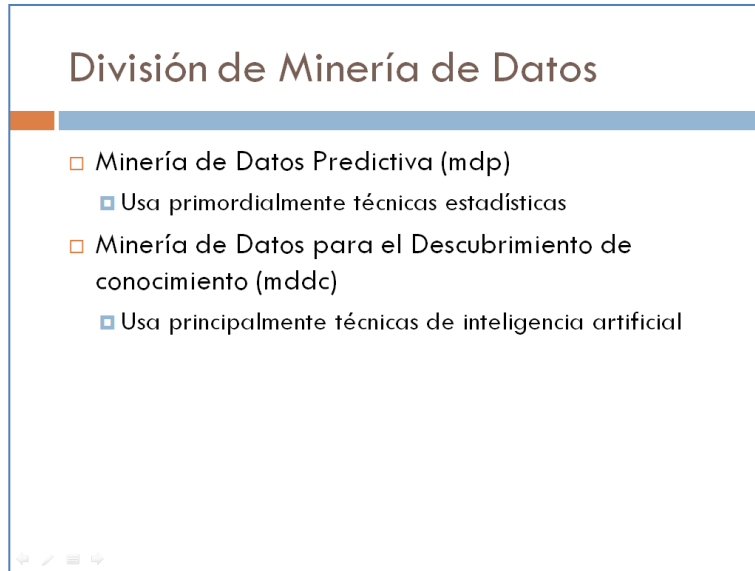 División de Minería de Datos
Minería de Datos Predictiva (mdp)
Usa primordialmente técnicas estadísticas
Minería de Datos para el Descubrimiento de
conocimiento (mddc)
Usa principalmente técnicas de inteligencia artificial